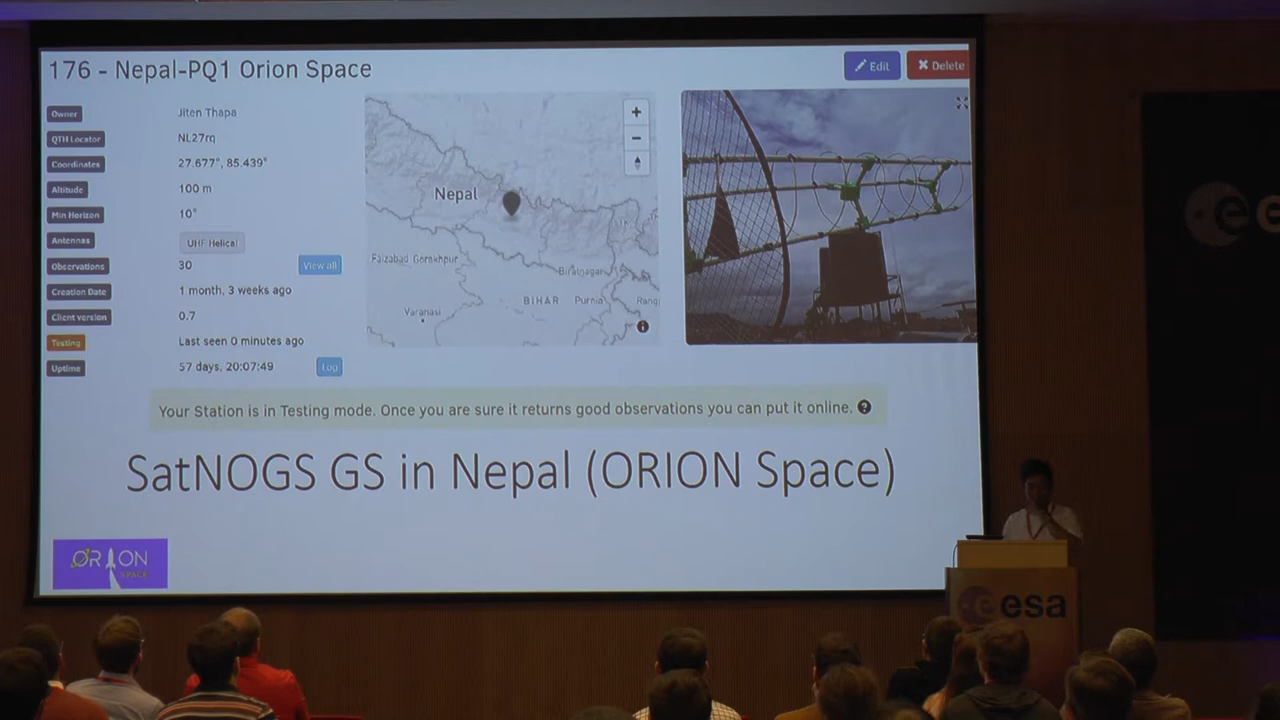 176 - Nepal-PQ1 Orion Space
Edit
Delete
Owner Jiten Thapa
QTH Locator NL27rq
Coordinates 27.677°, 85.439°
Altitude 100 m
Min Horizon 10°
Antennas UHF Helical
Observations 30 View all
Creation Date 1 month, 3 weeks ago
Client version 0.7
Testing Last seen 0 minutes ago
Uptime 57 days, 20:07:49 Log
Nepal
Faizabad Gorakhpur
Biratnagar
BIHAR Purnia Rang
Varanasi
Your Station is in Testing mode. Once you are sure it returns good observations you can put it online.
SatNOGS GS in Nepal (ORION Space)
ORION
SPACE
esa
e